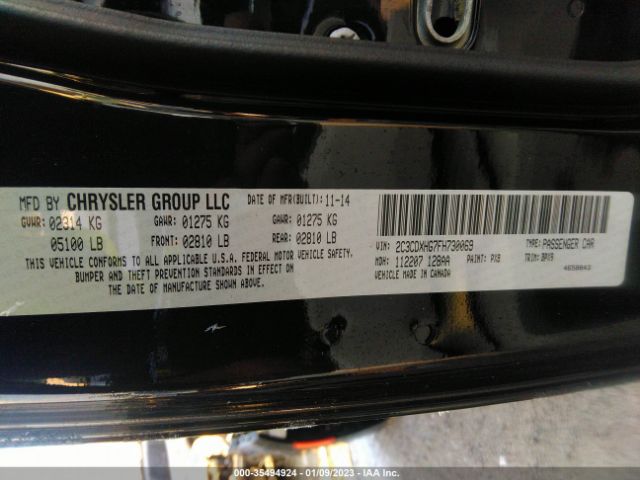 MFD BY CHRYSLER GROUP LLC DATE OF MFR(BUILT): 11-14
GVWR: 02314 KG GAWR: 01275 KG GAWR: 01275 KG
05100 LB FRONT: 02810 LB REAR: 02810 LB
THIS VEHICLE CONFORMS TO ALL APPLICABLE U.S.A. FEDERAL MOTOR VEHICLE SAFETY,
BUMPER AND THEFT PREVENTION STANDARDS IN EFFECT ON
THE DATE OF MANUFACTURE SHOWN ABOVE.
VIN: 2C3CDXHG7FH730069 TYPE: PASSENGER CAR
MDH: 112207 128AA PAINT: PX8 TRIM: BPX9
VEHICLE MADE IN CANADA 4658043
000-35494924 - 01/09/2023 - IAA Inc.